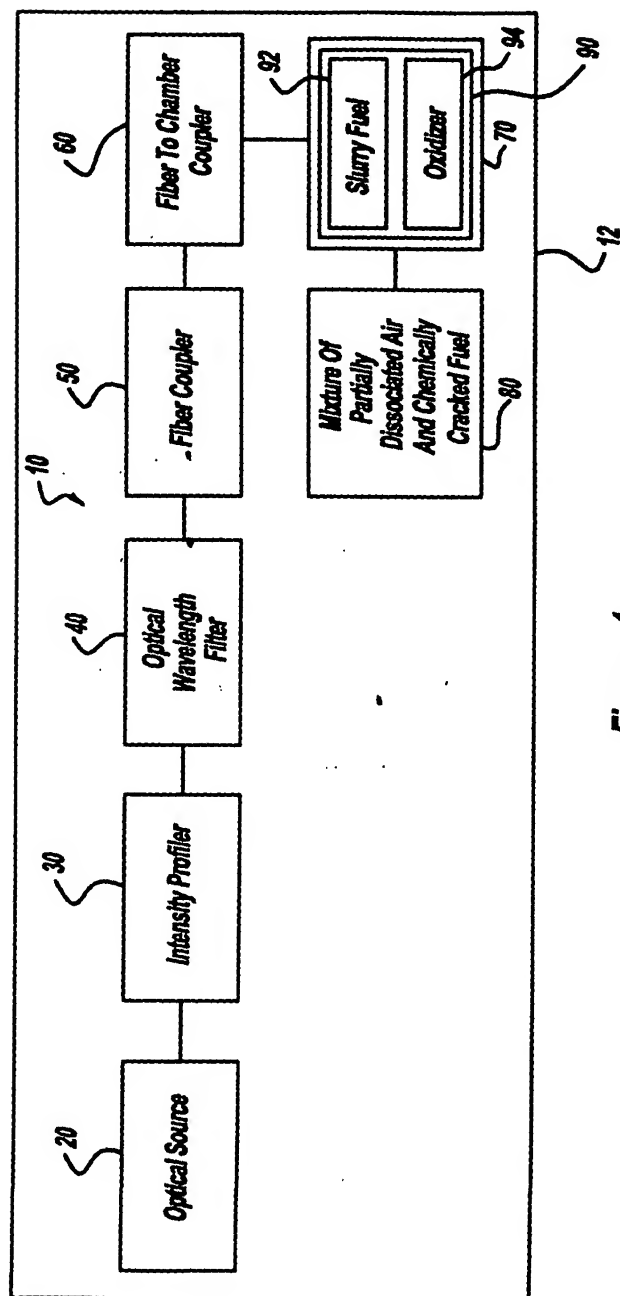 10
20
Optical Source
30
Intensity Profiler
40
Optical
Wavelength
Filter
50
Fiber Coupler
60
Fiber To Chamber
Coupler
Mixture Of
Partially
Dissociated Air
And Chemically
Cracked Fuel
80
92
Slurry Fuel
Oxidizer
94
90
70
12